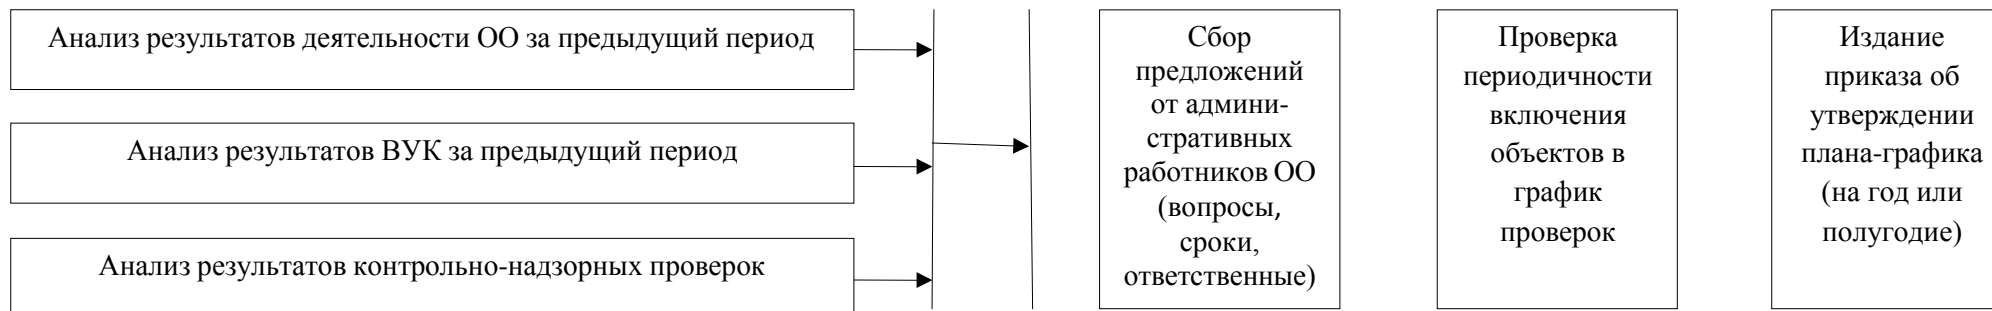 Анализ результатов деятельности ОО за предыдущий период
Анализ результатов ВУК за предыдущий период
Анализ результатов контрольно-надзорных проверок
Сбор
предложений
от админи-
стративных
работников ОО
(вопросы,
сроки,
ответственные)
Проверка
периодичности
включения
объектов в
график
проверок
Издание
приказа об
утверждении
плана-графика
(на год или
полугодие)